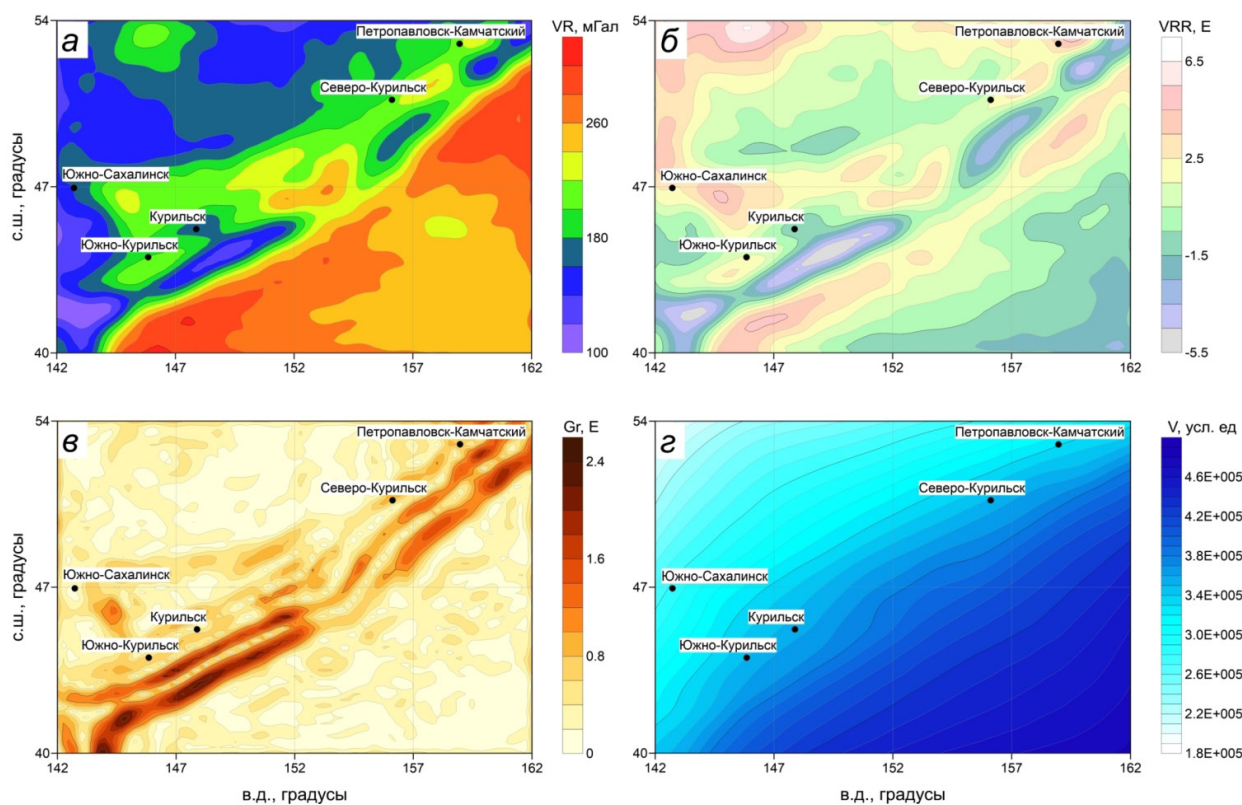 54
а
VR, мГал
Петропавловск-Камчатский
Северо-Курильск
260
с.ш., градусы
47
Южно-Сахалинск
Курильск
180
Южно-Курильск
40
100
142
147
152
157
162
б
VRR, E
Петропавловск-Камчатский
6.5
Северо-Курильск
2.5
Южно-Сахалинск
Курильск
-1.5
Южно-Курильск
-5.5
142
147
152
157
162
54
в
Gr, E
Петропавловск-Камчатский
2.4
Северо-Курильск
1.6
с.ш., градусы
47
Южно-Сахалинск
Курильск
0.8
Южно-Курильск
40
0
142
147
152
157
162
в.д., градусы
54
г
V, усл. ед
Петропавловск-Камчатский
4.6E+005
Северо-Курильск
4.2E+005
3.8E+005
47
Южно-Сахалинск
3.4E+005
Курильск
3.0E+005
Южно-Курильск
2.6E+005
2.2E+005
40
1.8E+005
142
147
152
157
162
в.д., градусы